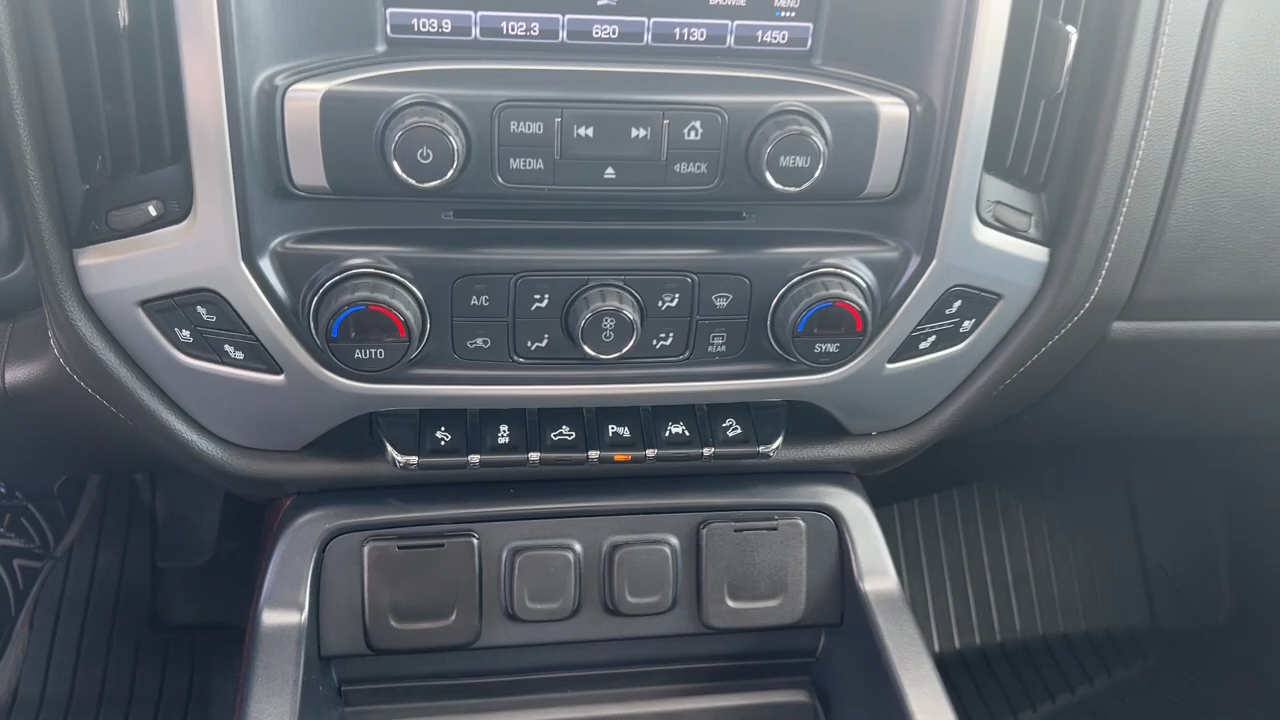 BROWSE MENU
103.9 102.3 620 1130 1450
RADIO
MEDIA
BACK
MENU
A/C
AUTO
REAR
SYNC
OFF
P